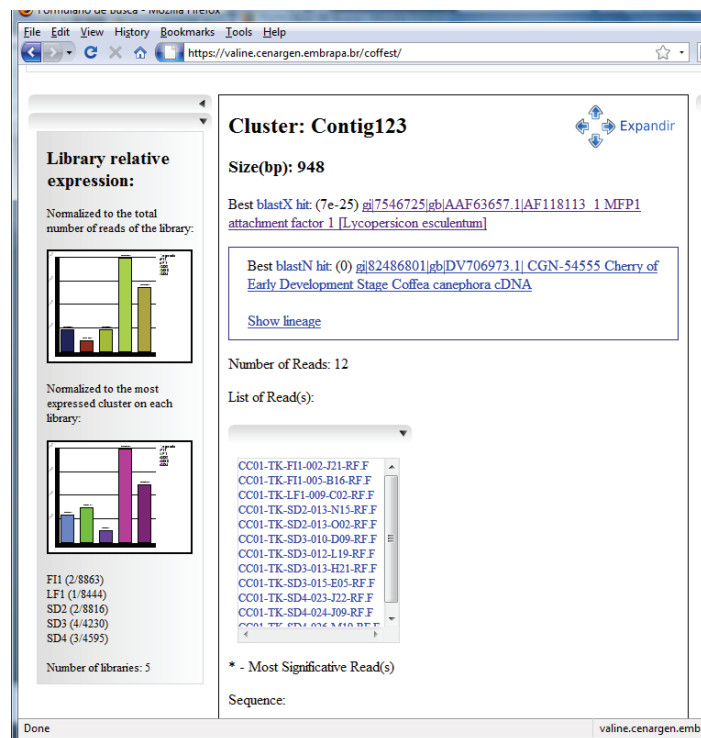 Formulario de Busca - Mozilla Firefox
File Edit View History Bookmarks Tools Help
https://valine.cenargen.embrapa.br/coffest/
Library relative
expression:
Normalized to the total
number of reads of the library:
Normalized to the most
expressed cluster on each
library:
FI1 (2/8863)
LF1 (1/8444)
SD2 (2/8816)
SD3 (4/4230)
SD4 (3/4595)
Number of libraries: 5
Cluster: Contig123
Expandir
Size(bp): 948
Best blastX hit: (7e-25) gi|7546725|gb|AAF63657.1|AF118113_1 MFP1
attachment factor 1 [Lycopersicon esculentum]
Best blastN hit: (0) gi|82486801|gb|DV706973.1| CGN-54555 Cherry of
Early Development Stage Coffea canephora cDNA
Show lineage
Number of Reads: 12
List of Read(s):
CC01-TK-FI1-002-J21-RF.F
CC01-TK-FI1-005-B16-RF.F
CC01-TK-LF1-009-C02-RF.F
CC01-TK-SD2-013-N15-RF.F
CC01-TK-SD2-013-O02-RF.F
CC01-TK-SD3-010-D09-RF.F
CC01-TK-SD3-012-L19-RF.F
CC01-TK-SD3-013-H21-RF.F
CC01-TK-SD3-015-E05-RF.F
CC01-TK-SD4-023-J22-RF.F
CC01-TK-SD4-024-J09-RF.F
CC01-TK-SD4-026-M19-RF.F
* - Most Significative Read(s)
Sequence:
Done
valine.cenargen.emb